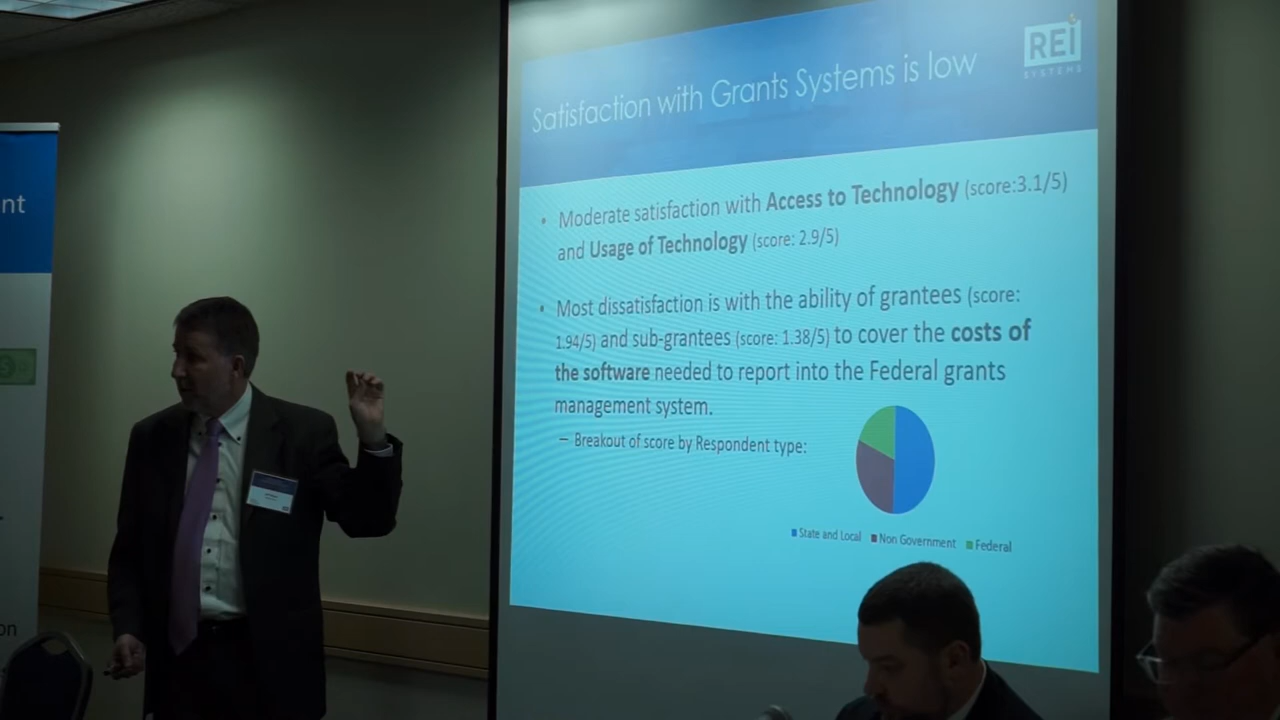 nt
on
REI
SYSTEMS
Satisfaction with Grants Systems is low
• Moderate satisfaction with Access to Technology (score:3.1/5)
and Usage of Technology (score: 2.9/5)
• Most dissatisfaction is with the ability of grantees (score:
1.94/5) and sub-grantees (score: 1.38/5) to cover the costs of
the software needed to report into the Federal grants
management system.
– Breakout of score by Respondent type:
State and Local Non Government Federal